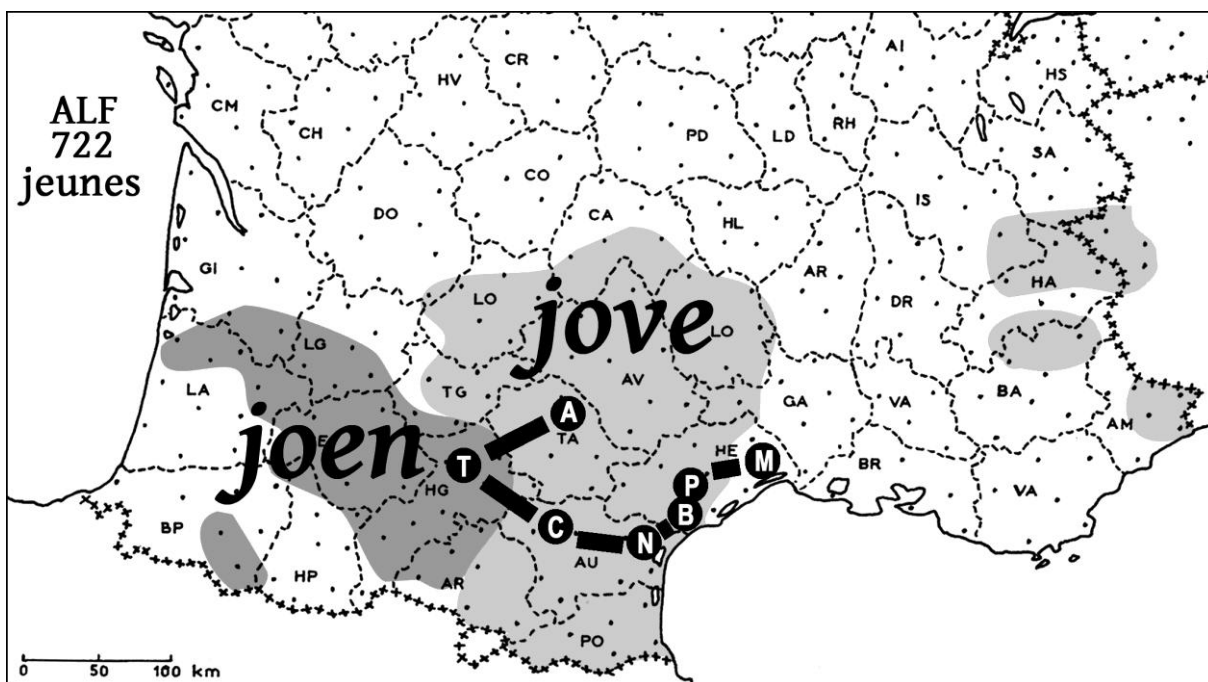 ALF
722
jeunes
CM
CH
HV
CR
AI
HS
PD
LD
RH
SA
CO
DO
CA
HL
IS
GI
LO
AR
DR
HA
jove
LO
LG
LA
TG
AV
GA
VA
BA
AM
joen
A
TA
T
HG
HE
M
P
BR
VA
B
BP
C
N
AU
HP
AR
PO
0 50 100 km